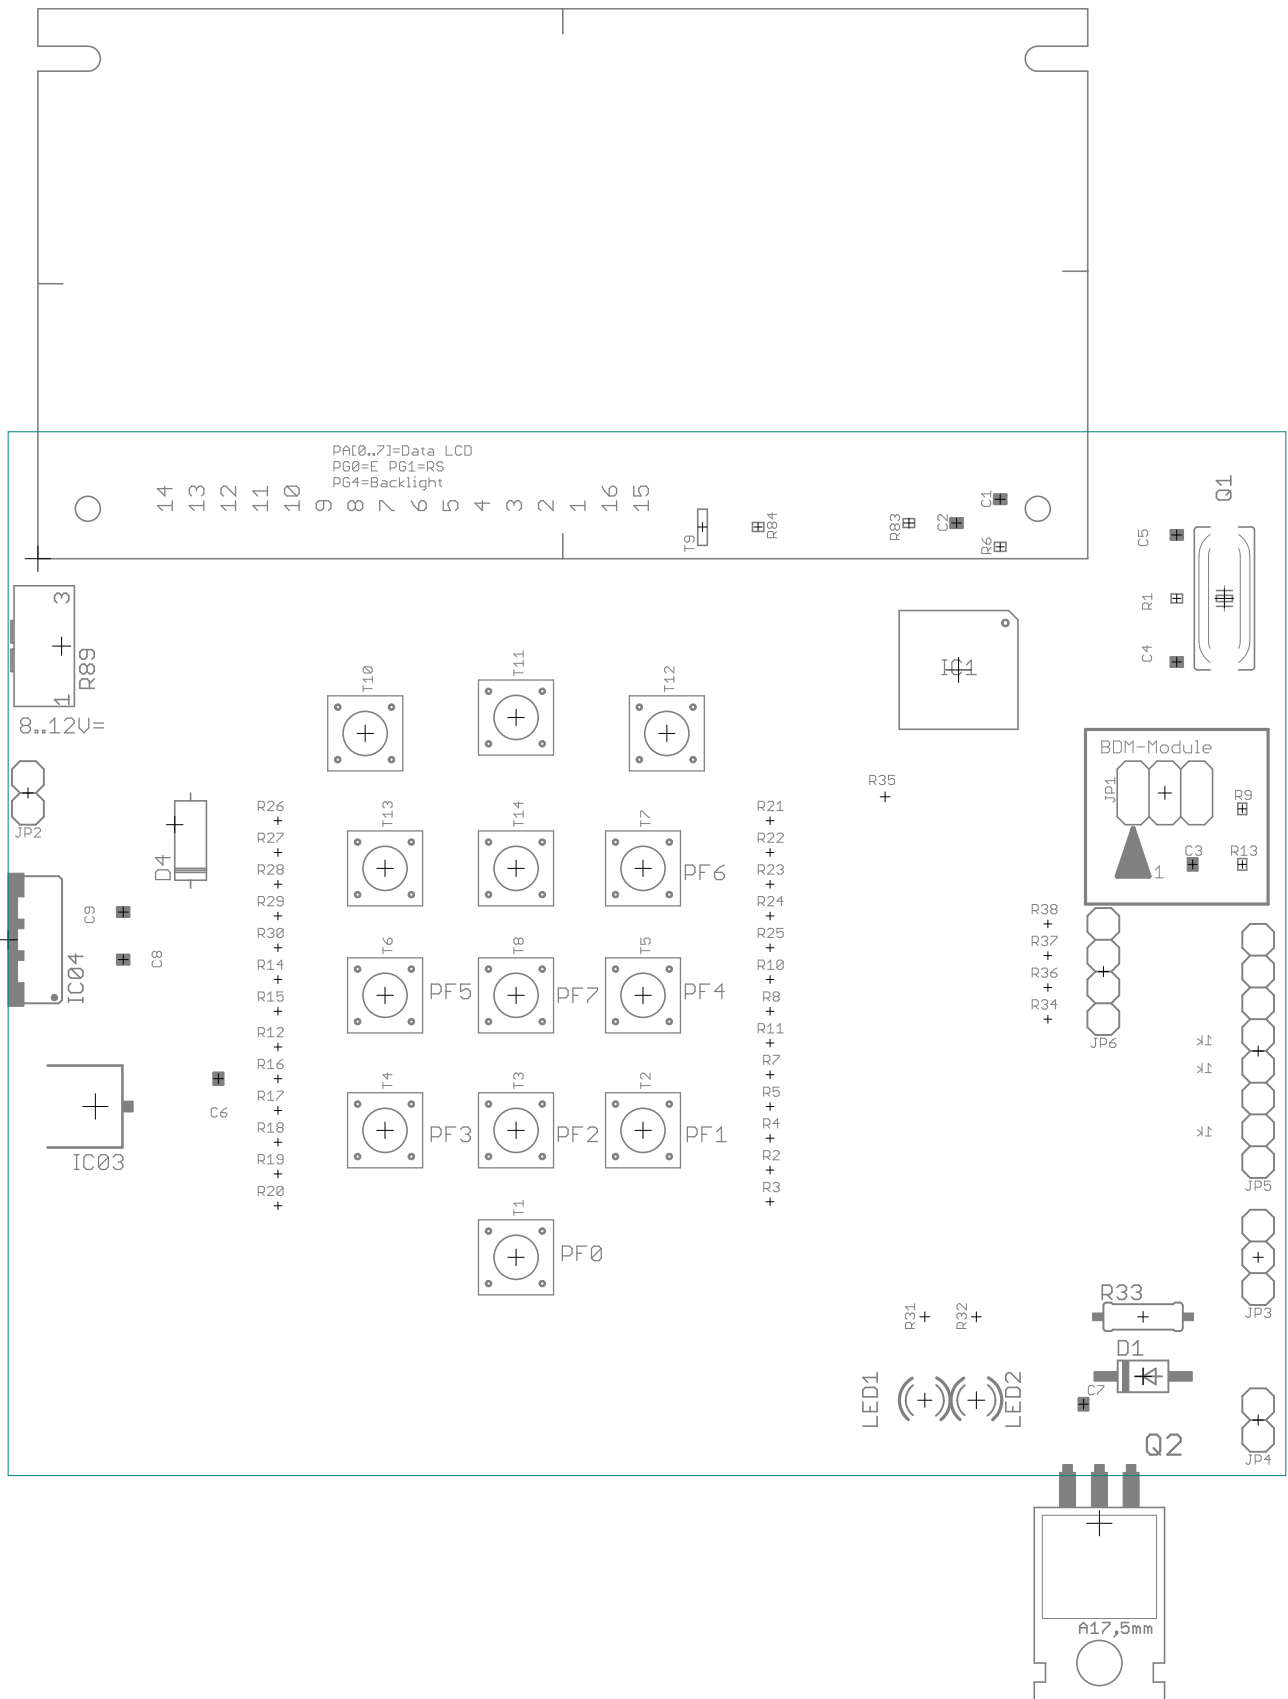 PA[0..7]=Data LCD
PG0=E PG1=RS
PG4=Backlight
14
13
12
11
10
9
8
7
6
5
4
3
2
1
16
15
T9
R84
R83
C2
C1
R6
Q1
C5
R1
C4
3
1
R89
8..12V=
IC1
T10
T11
T12
BDM-Module
JP1
R9
C3
R13
1
JP2
D4
R35
R26
R27
R28
R29
R30
R14
R15
R12
R16
R17
R18
R19
R20
T13
T14
T7
PF6
R21
R22
R23
R24
R25
R10
R8
R11
R7
R5
R4
R2
R3
C9
C8
IC04
T6
PF5
T8
PF7
T5
PF4
R38
R37
R36
R34
JP6
1k
1k
1k
JP5
C6
IC03
T4
PF3
T3
PF2
T2
PF1
T1
PF0
JP3
R31
R32
R33
D1
LED1
LED2
C7
Q2
JP4
A17,5mm